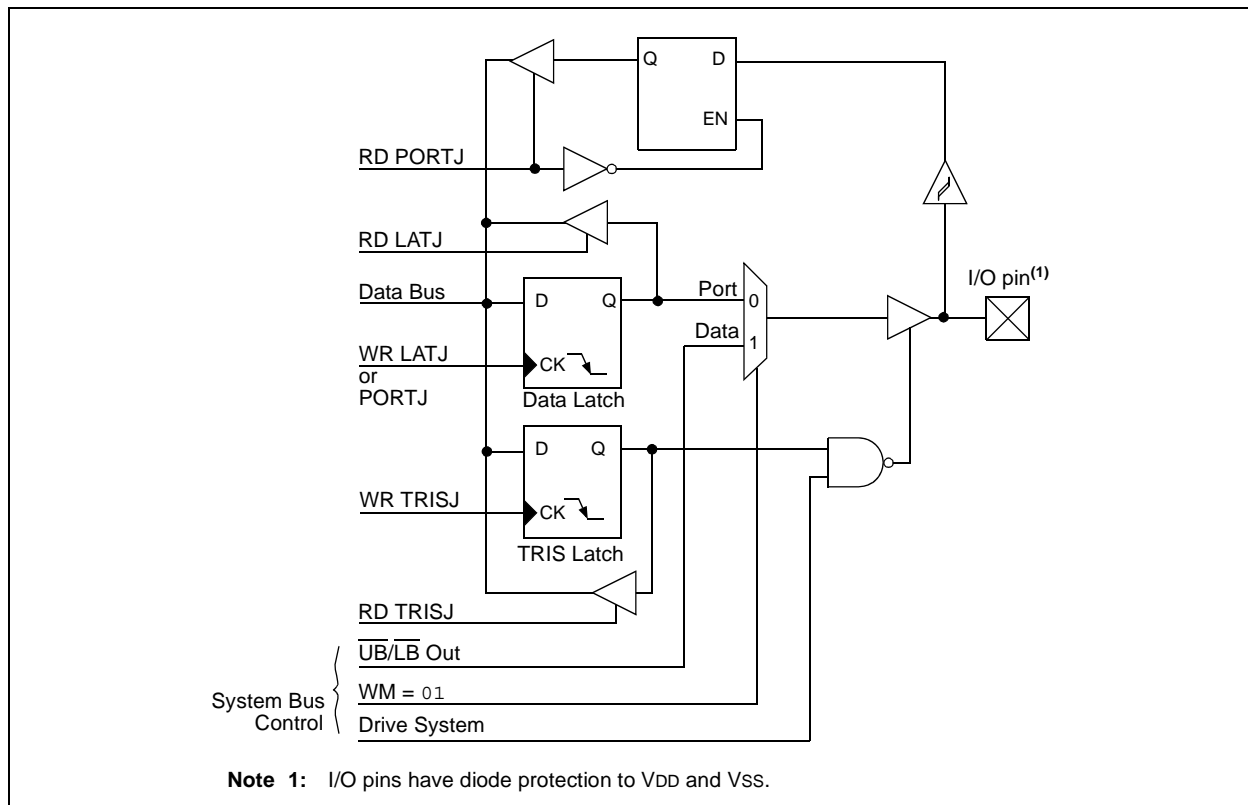 Q D
EN
RD PORTJ
RD LATJ
I/O pin(1)
Data Bus
D Q
Port 0
Data 1
WR LATJ
or
PORTJ
CK
Data Latch
D Q
WR TRISJ
CK
TRIS Latch
RD TRISJ
UB/LB Out
System Bus
Control
WM = 01
Drive System
Note 1: I/O pins have diode protection to VDD and VSS.